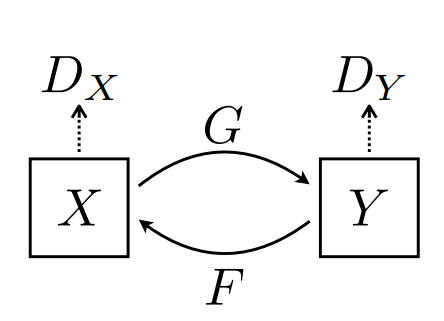 D_X D_Y
G
X Y
F